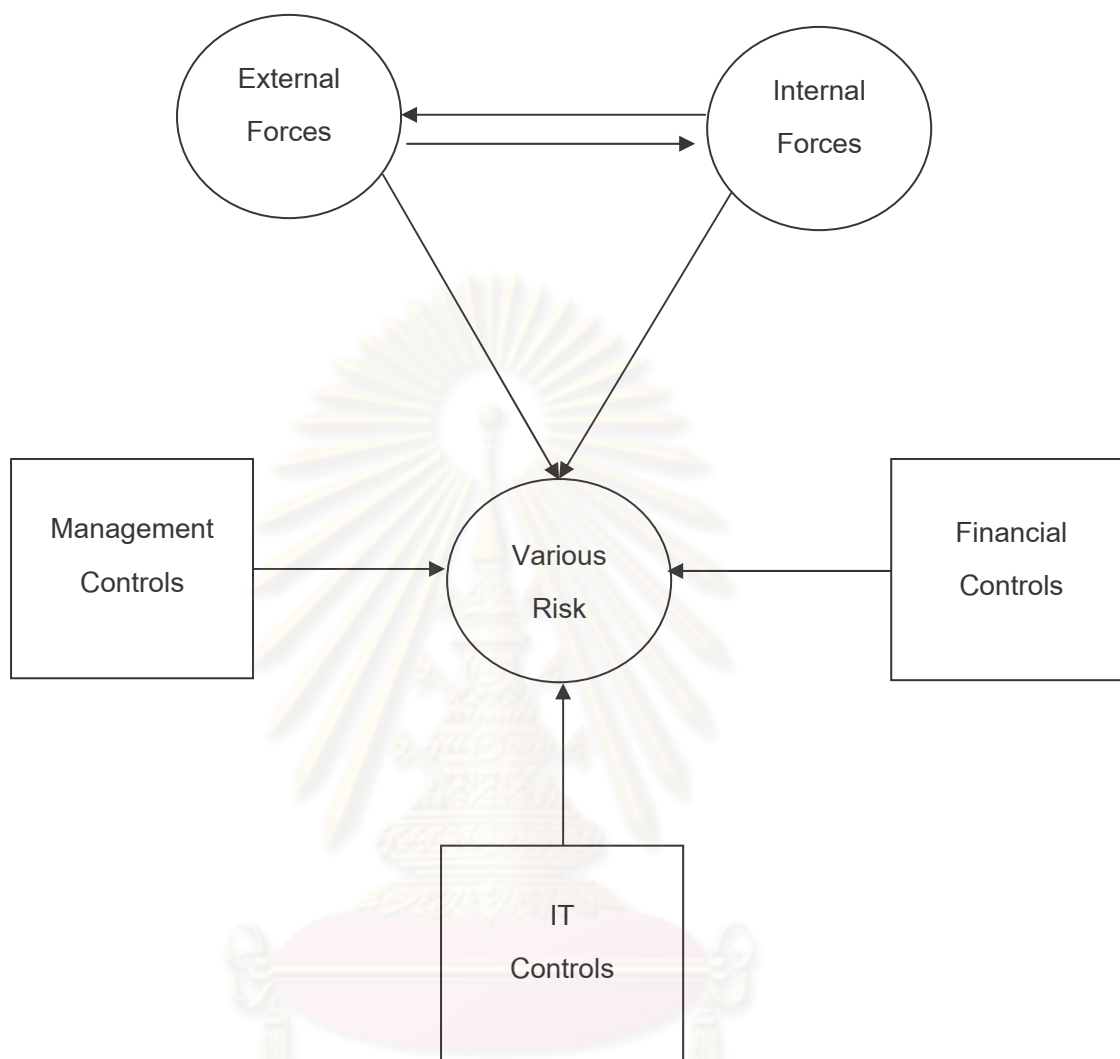 External
Forces
Internal
Forces
Management
Controls
Various
Risk
Financial
Controls
IT
Controls